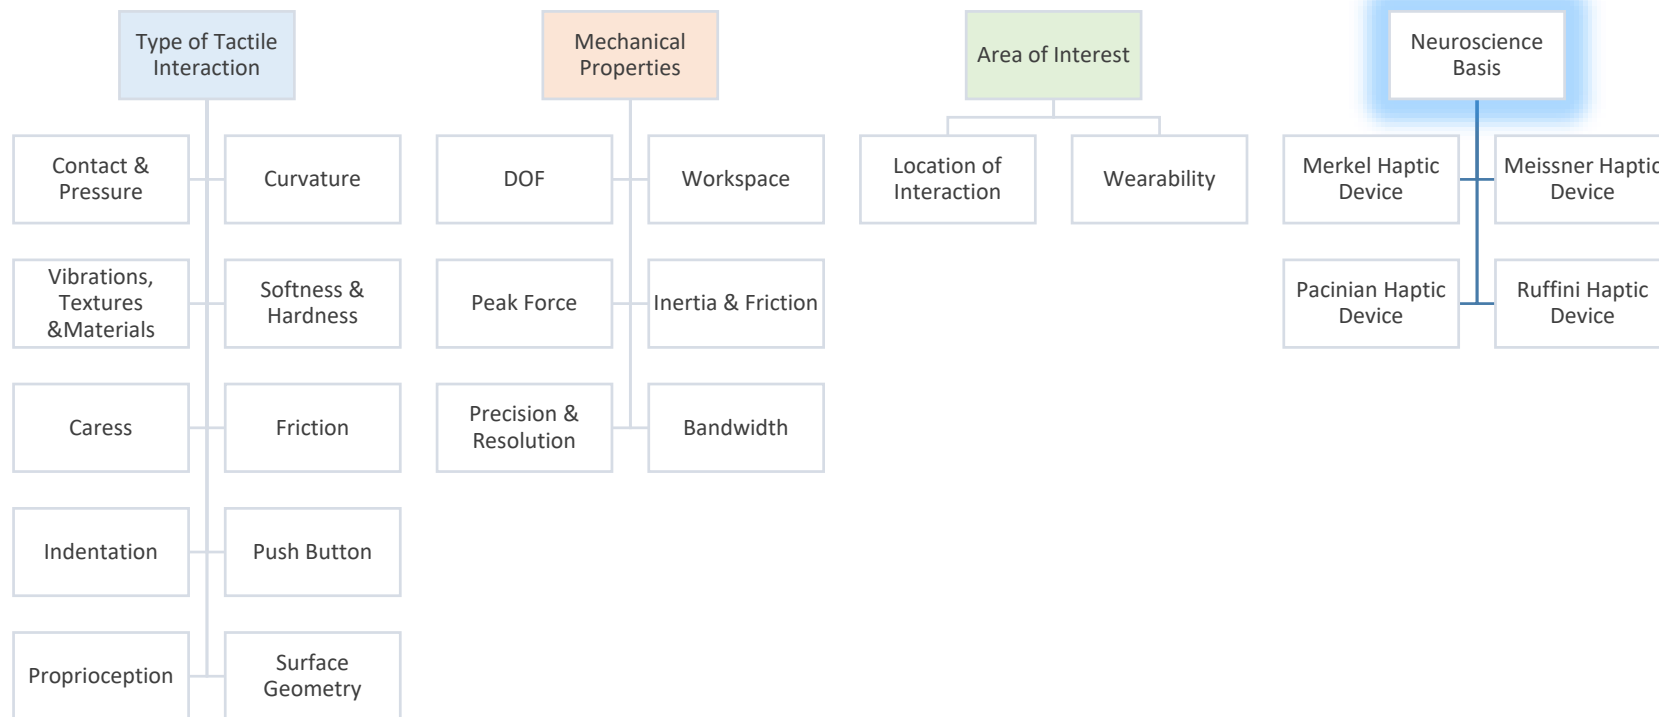 Type of Tactile
Interaction
Contact &
Pressure
Curvature
Vibrations,
Textures
&Materials
Softness &
Hardness
Caress
Friction
Indentation
Push Button
Proprioception
Surface
Geometry
Mechanical
Properties
DOF
Workspace
Peak Force
Inertia & Friction
Precision &
Resolution
Bandwidth
Area of Interest
Location of
Interaction
Wearability
Neuroscience
Basis
Merkel Haptic
Device
Meissner Haptic
Device
Pacinian Haptic
Device
Ruffini Haptic
Device